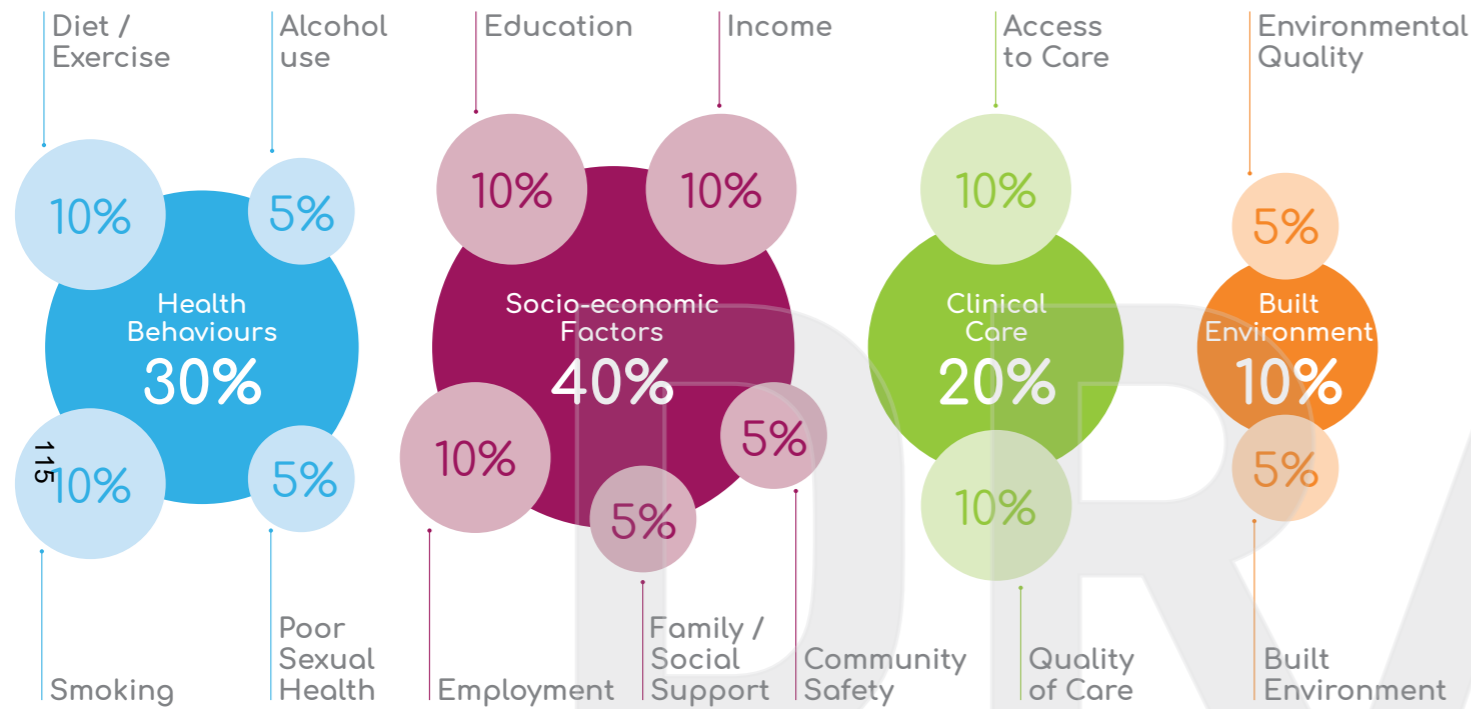 Diet /
Exercise
Alcohol
use
Education
Income
Access
to Care
Environmental
Quality
10%
5%
10%
10%
10%
5%
Health
Behaviours
30%
Socio-economic
Factors
40%
Clinical
Care
20%
Built
Environment
10%
115
10%
5%
10%
5%
5%
10%
5%
Smoking
Poor
Sexual
Health
Employment
Family /
Social
Support
Community
Safety
Quality
of Care
Built
Environment